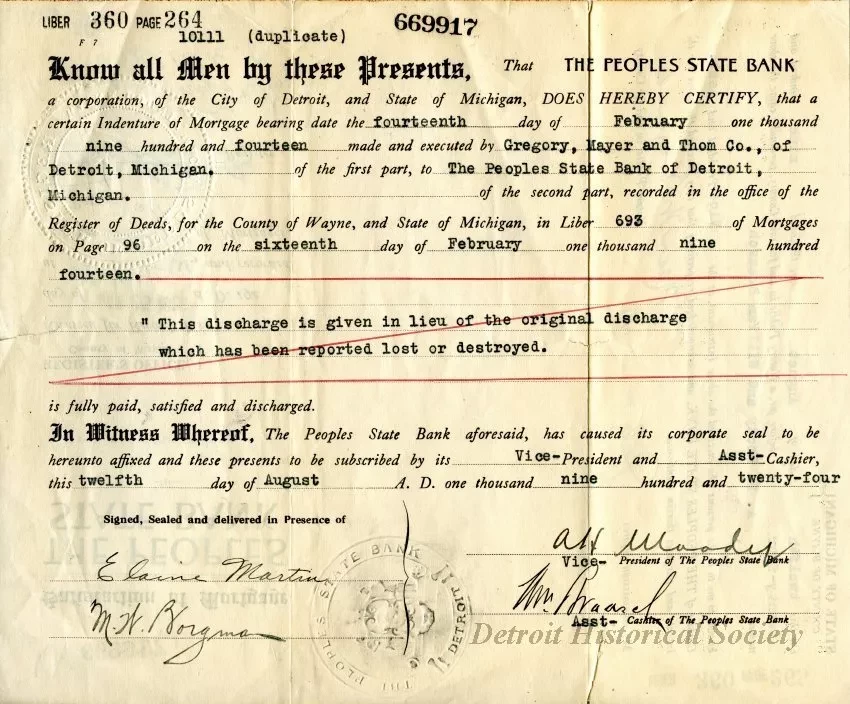 LIBER 360 PAGE 264
669917
10111 (duplicate)
Know all Men by these Presents, That THE PEOPLES STATE BANK
a corporation, of the City of Detroit, and State of Michigan, DOES HEREBY CERTIFY, that a
certain Indenture of Mortgage bearing date the fourteenth day of February one thousand
nine hundred and fourteen made and executed by Gregory, Mayer and Thom Co., of
Detroit, Michigan. of the first part, to The Peoples State Bank of Detroit,
Michigan. of the second part, recorded in the office of the
Register of Deeds, for the County of Wayne, and State of Michigan, in Liber 693 of Mortgages
on Page 96 on the sixteenth day of February one thousand nine hundred
fourteen.
" This discharge is given in lieu of the original discharge
which has been reported lost or destroyed.
is fully paid, satisfied and discharged.
In Witness Whereof, The Peoples State Bank aforesaid, has caused its corporate seal to be
hereunto affixed and these presents to be subscribed by its Vice-President and Asst-Cashier,
this twelfth day of August A. D. one thousand nine hundred and twenty-four
Signed, Sealed and delivered in Presence of
Moody
Vice- President of The Peoples State Bank
Elaine Martin
Wm Braasch
M. W. Borgman
Asst- Cashier of The Peoples State Bank
THE PEOPLES STATE BANK DETROIT
Detroit Historical Society